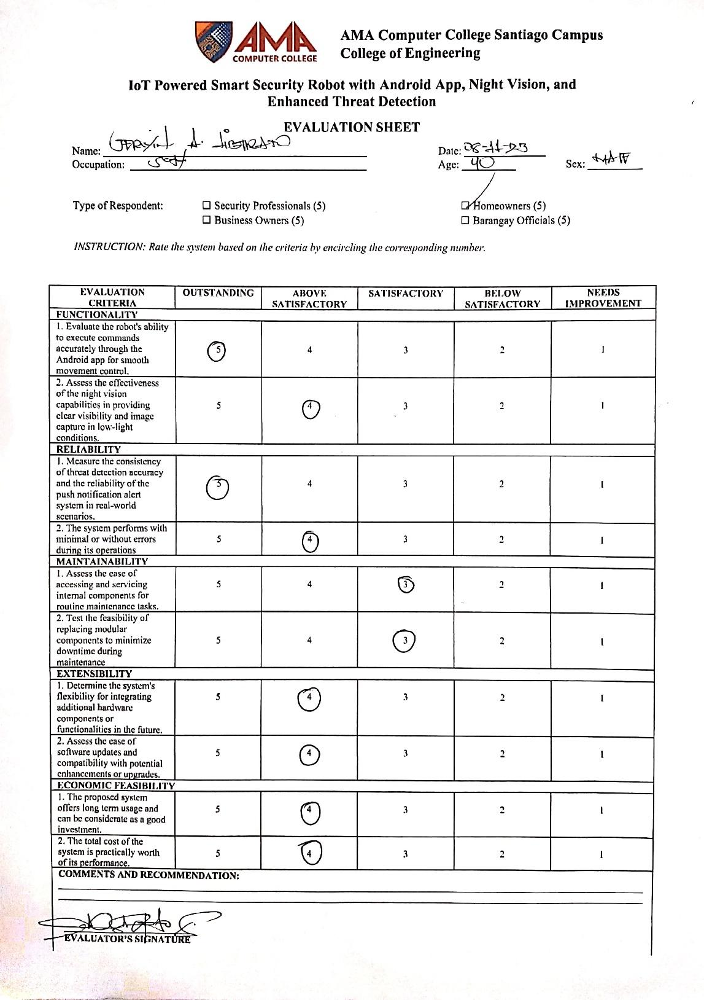 AMA
COMPUTER COLLEGE
AMA Computer College Santiago Campus
College of Engineering
IoT Powered Smart Security Robot with Android App, Night Vision, and
Enhanced Threat Detection
EVALUATION SHEET
Name: A.
Date: 08-11-23
Occupation:
Age: 40
Sex:
Type of Respondent:
☐ Security Professionals (5)
☑ Homeowners (5)
☐ Business Owners (5)
☐ Barangay Officials (5)
INSTRUCTION: Rate the system based on the criteria by encircling the corresponding number.
EVALUATION CRITERIA OUTSTANDING ABOVE SATISFACTORY SATISFACTORY BELOW SATISFACTORY NEEDS IMPROVEMENT
FUNCTIONALITY
1. Evaluate the robot's ability
to execute commands
accurately through the
Android app for smooth
movement control.
5 4 3 2 1
2. Assess the effectiveness
of the night vision
capabilities in providing
clear visibility and image
capture in low-light
conditions.
5 4 3 2 1
RELIABILITY
1. Measure the consistency
of threat detection accuracy
and the reliability of the
push notification alert
system in real-world
scenarios.
5 4 3 2 1
2. The system performs with
minimal or without errors
during its operations
5 4 3 2 1
MAINTAINABILITY
1. Assess the ease of
accessing and servicing
internal components for
routine maintenance tasks.
5 4 3 2 1
2. Test the feasibility of
replacing modular
components to minimize
downtime during
maintenance
5 4 3 2 1
EXTENSIBILITY
1. Determine the system's
flexibility for integrating
additional hardware
components or
functionalities in the future.
5 4 3 2 1
2. Assess the ease of
software updates and
compatibility with potential
enhancements or upgrades.
5 4 3 2 1
ECONOMIC FEASIBILITY
1. The proposed system
offers long term usage and
can be considerate as a good
investment.
5 4 3 2 1
2. The total cost of the
system is practically worth
of its performance.
5 4 3 2 1
COMMENTS AND RECOMMENDATION:
EVALUATOR'S SIGNATURE